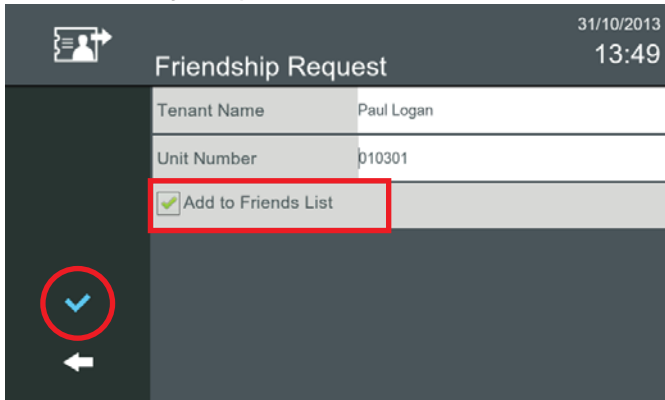 31/10/2013
13:49
Friendship Request
Tenant Name Paul Logan
Unit Number 010301
Add to Friends List